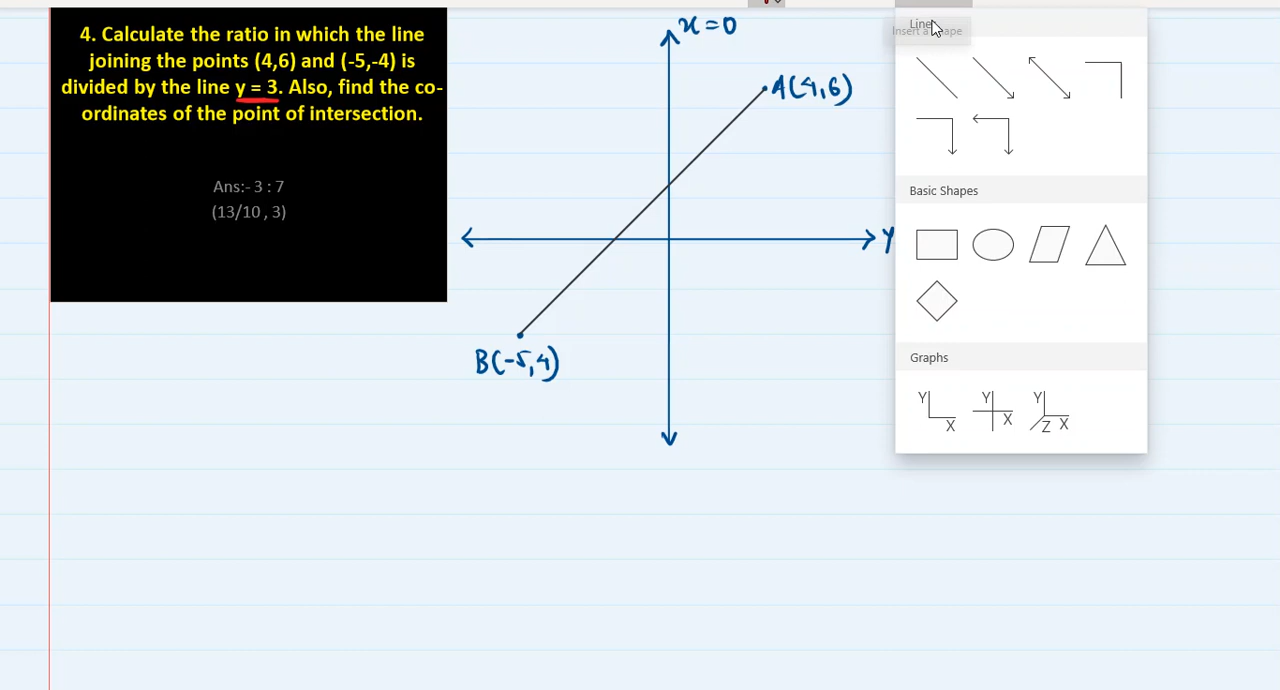 4. Calculate the ratio in which the line
joining the points (4,6) and (-5,-4) is
divided by the line y = 3. Also, find the co-
ordinates of the point of intersection.
Ans:- 3 : 7
(13/10 , 3)
x=0
A(4,6)
Y
B(-5,4)
Line
Insert a Shape
Basic Shapes
Graphs
Y
X
Y
X
Y
Z X